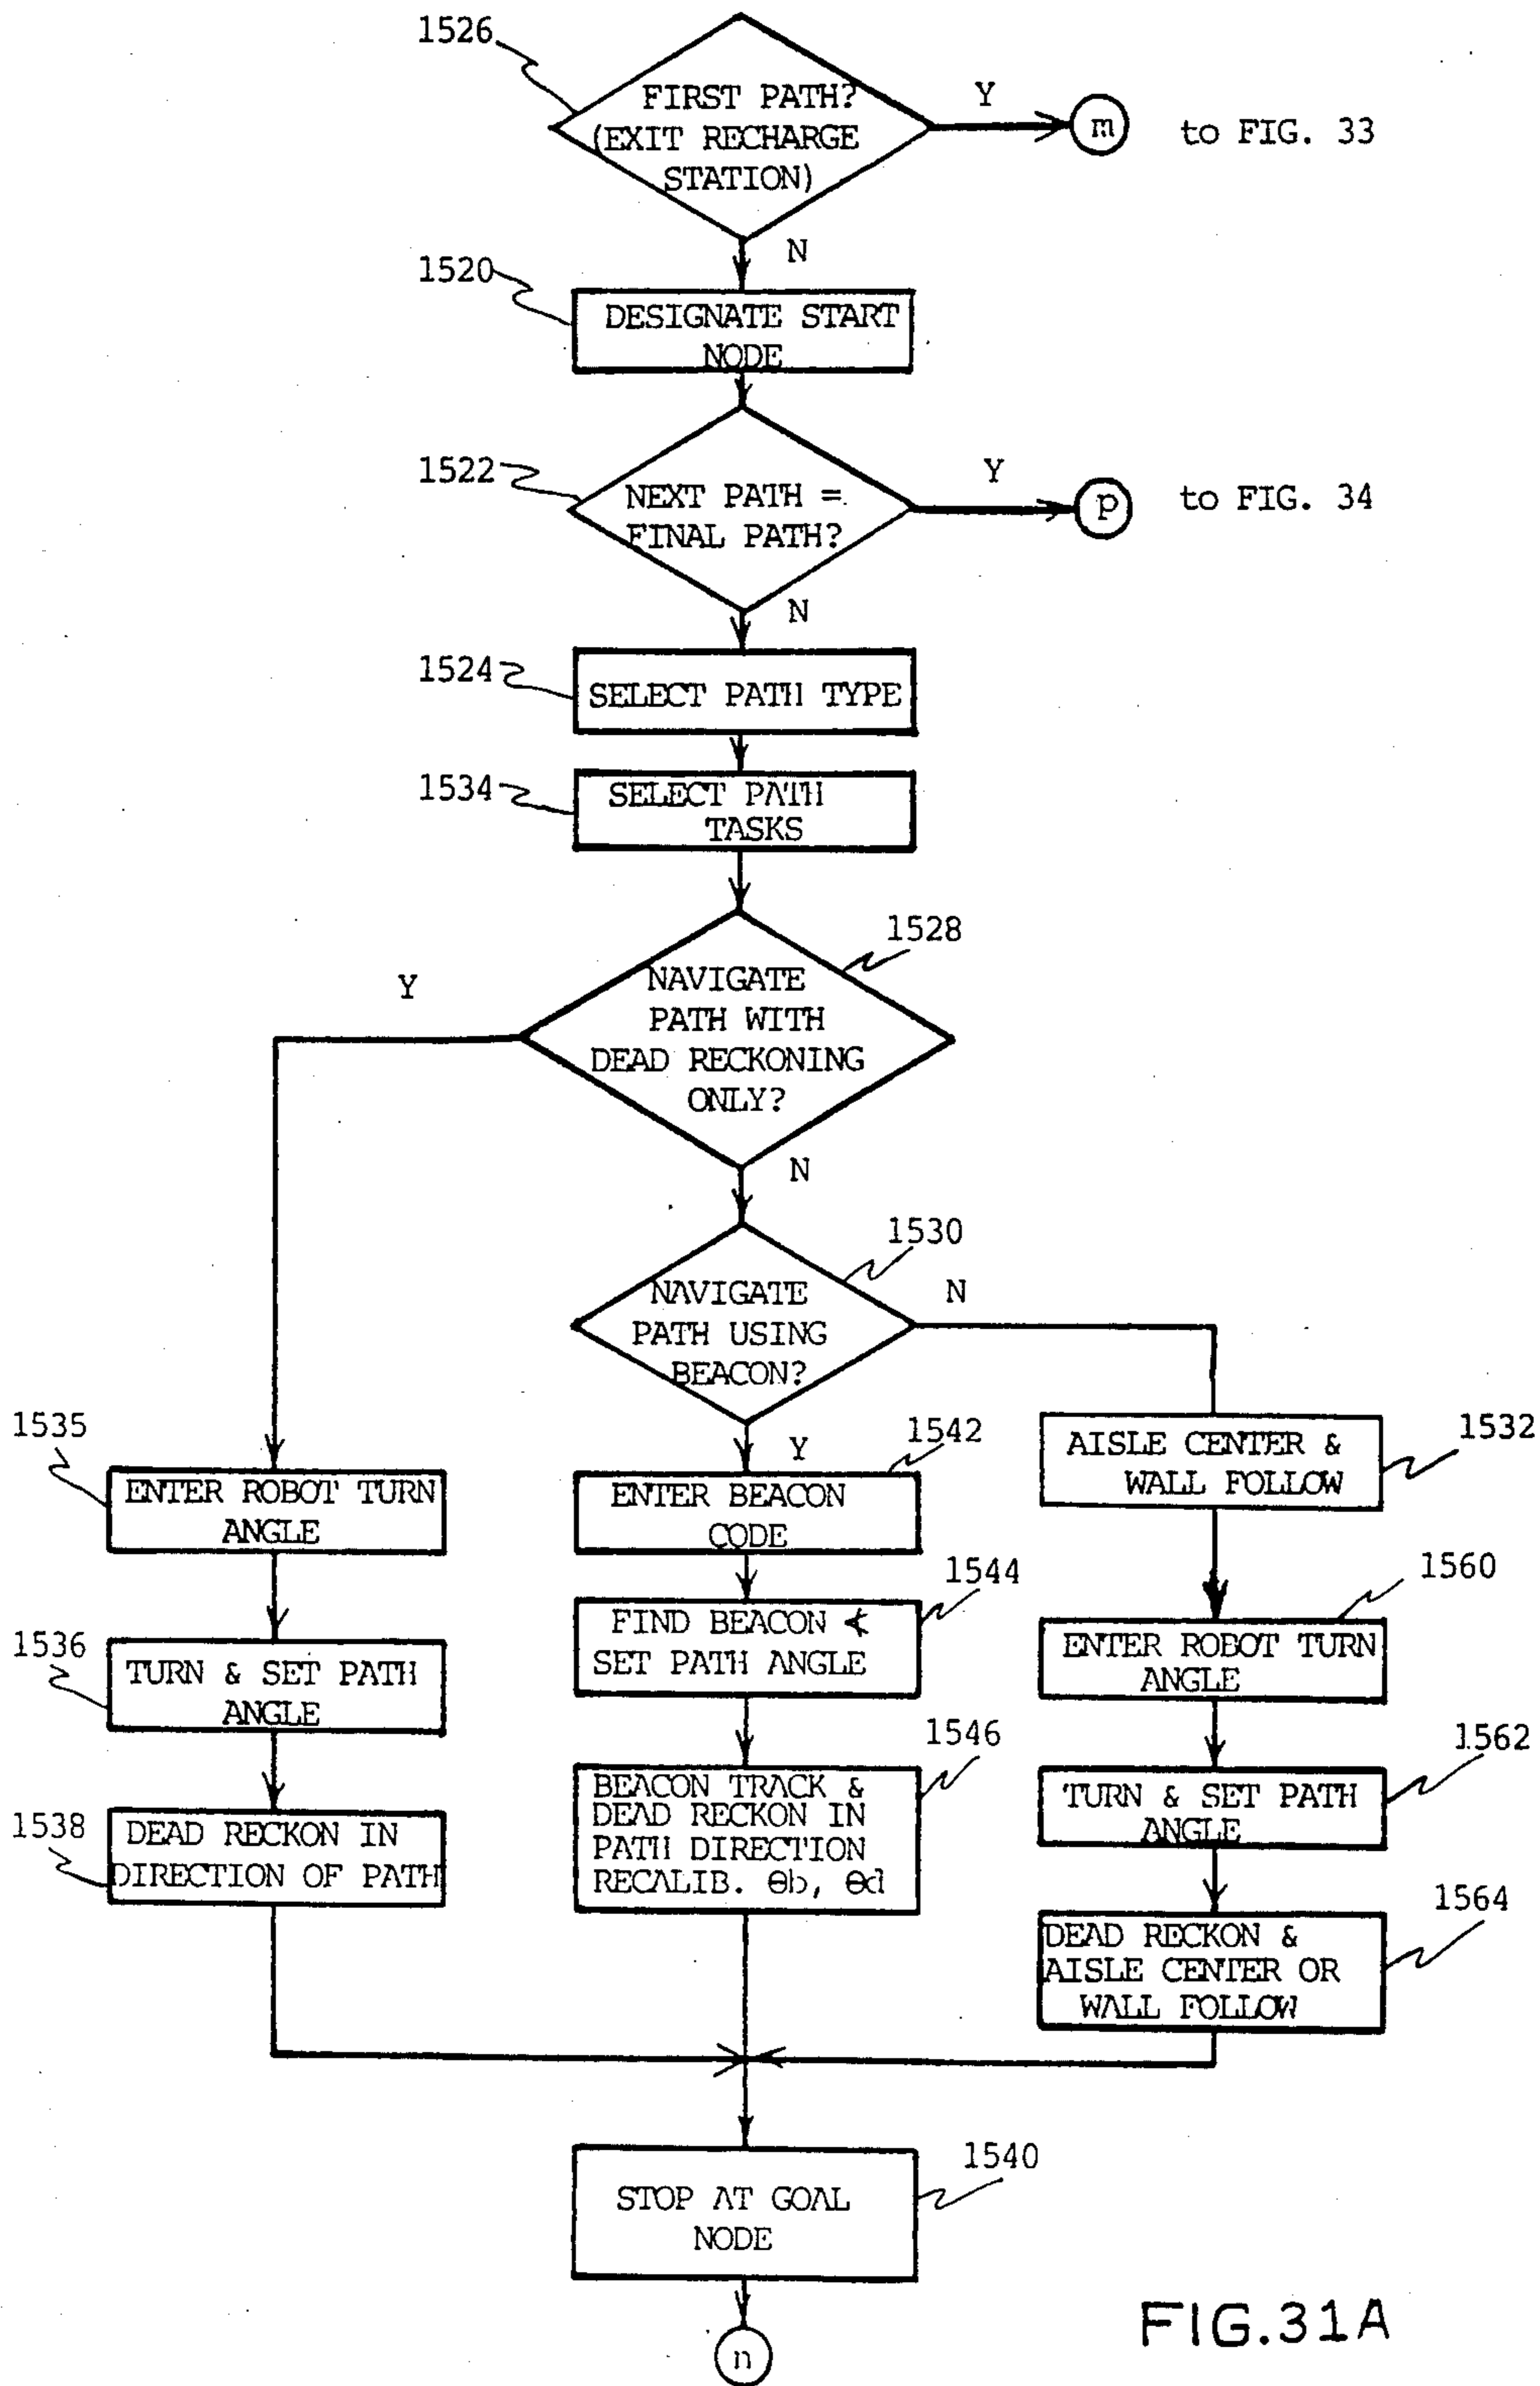 1526
FIRST PATH?
(EXIT RECHARGE
STATION)
Y
m
to FIG. 33
N
1520
DESIGNATE START
NODE
1522
NEXT PATH =
FINAL PATH?
Y
p
to FIG. 34
N
1524
SELECT PATH TYPE
1534
SELECT PATH
TASKS
1528
NAVIGATE
PATH WITH
DEAD RECKONING
ONLY?
Y
N
1530
NAVIGATE
PATH USING
BEACON?
N
Y
1535
ENTER ROBOT TURN
ANGLE
1536
TURN & SET PATH
ANGLE
1538
DEAD RECKON IN
DIRECTION OF PATH
1542
ENTER BEACON
CODE
1544
FIND BEACON ∢
SET PATH ANGLE
1546
BEACON TRACK &
DEAD RECKON IN
PATH DIRECTION
RECALIB. Θb, Θd
1532
AISLE CENTER &
WALL FOLLOW
1560
ENTER ROBOT TURN
ANGLE
1562
TURN & SET PATH
ANGLE
1564
DEAD RECKON &
AISLE CENTER OR
WALL FOLLOW
1540
STOP AT GOAL
NODE
n
FIG.31A